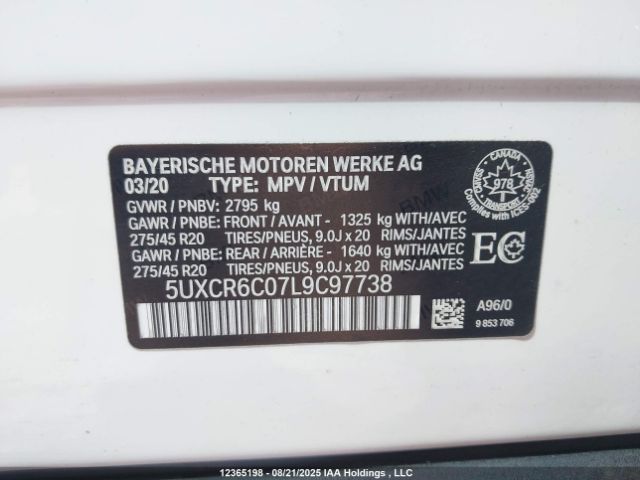 BAYERISCHE MOTOREN WERKE AG
03/20 TYPE: MPV / VTUM
GVWR / PNBV: 2795 kg
GAWR / PNBE: FRONT / AVANT - 1325 kg WITH/AVEC
275/45 R20 TIRES/PNEUS, 9.0J x 20 RIMS/JANTES
GAWR / PNBE: REAR / ARRIÈRE - 1640 kg WITH/AVEC
275/45 R20 TIRES/PNEUS, 9.0J x 20 RIMS/JANTES
5UXCR6C07L9C97738
CANADA
978
TRANSPORT
Complies with ICES-002
EC
A96/0
9 853 706
BMW
12365198 - 08/21/2025 IAA Holdings , LLC